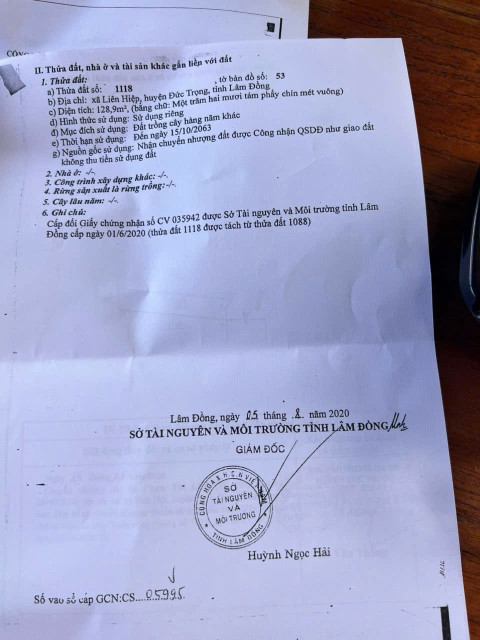 II. Thửa đất, nhà ở và tài sản khác gắn liền với đất
1. Thửa đất:
a) Thửa đất số: 1118 , tờ bản đồ số: 53
b) Địa chỉ: xã Liên Hiệp, huyện Đức Trọng, tỉnh Lâm Đồng
c) Diện tích: 128,9m², (bằng chữ: Một trăm hai mươi tám phẩy chín mét vuông)
d) Hình thức sử dụng: Sử dụng riêng
đ) Mục đích sử dụng: Đất trồng cây hàng năm khác
e) Thời hạn sử dụng: Đến ngày 15/10/2063
g) Nguồn gốc sử dụng: Nhận chuyển nhượng đất được Công nhận QSDĐ như giao đất
không thu tiền sử dụng đất
2. Nhà ở: -/-
3. Công trình xây dựng khác: -/-
4. Rừng sản xuất là rừng trồng: -/-
5. Cây lâu năm: -/-
6. Ghi chú:
Cấp đổi Giấy chứng nhận số CV 035942 được Sở Tài nguyên và Môi trường tỉnh Lâm
Đồng cấp ngày 01/6/2020 (thửa đất 1118 được tách từ thửa đất 1088)
Lâm Đồng, ngày 05 tháng 8 năm 2020
SỞ TÀI NGUYÊN VÀ MÔI TRƯỜNG TỈNH LÂM ĐỒNG
GIÁM ĐỐC
CỘNG HÒA X.H.C.N VIỆT NAM
SỞ
TÀI NGUYÊN
VÀ
MÔI TRƯỜNG
TỈNH LÂM ĐỒNG
Huỳnh Ngọc Hải
Số vào sổ cấp GCN:CS....05995